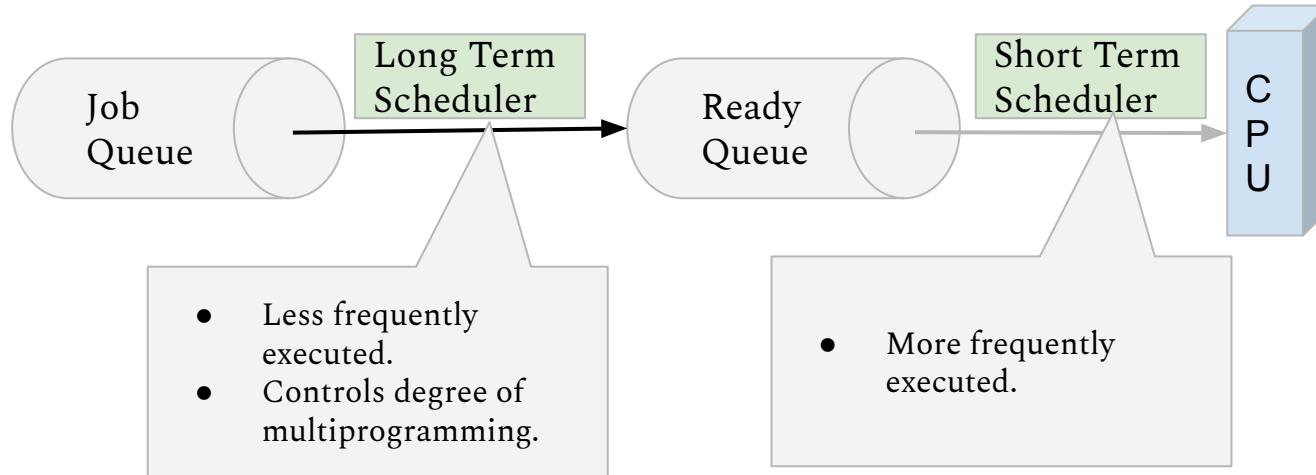 Job
Queue
Long Term
Scheduler
Ready
Queue
Short Term
Scheduler
C
P
U
● Less frequently
executed.
● Controls degree of
multiprogramming.
● More frequently
executed.